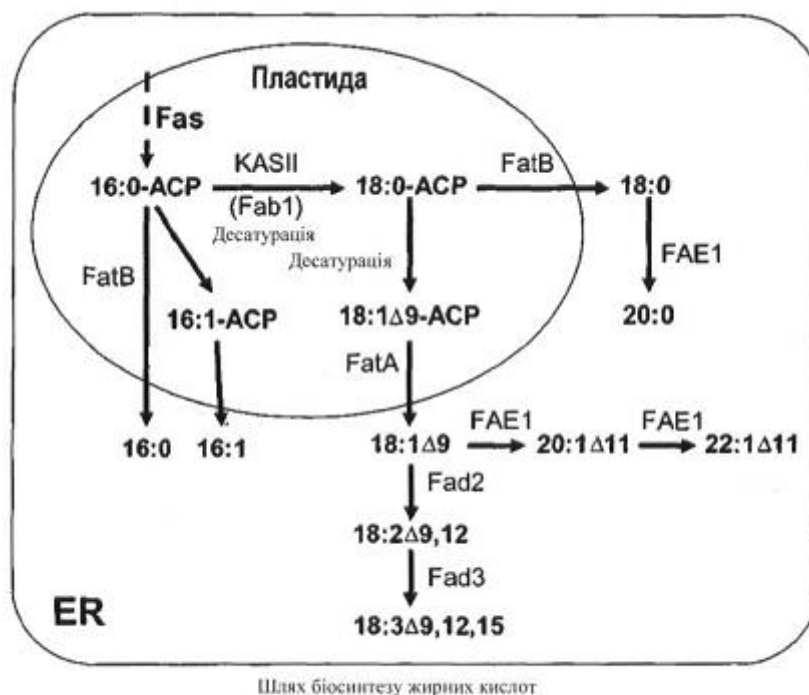 Пластида
Fas
16:0-ACP
KASII
(Fab1)
18:0-ACP
FatB
18:0
Десатурація
Десатурація
FatB
FAE1
16:1-ACP
18:1Δ9-ACP
20:0
FatA
16:0
16:1
18:1Δ9
FAE1
20:1Δ11
FAE1
22:1Δ11
Fad2
18:2Δ9,12
Fad3
ER
18:3Δ9,12,15
Шлях біосинтезу жирних кислот